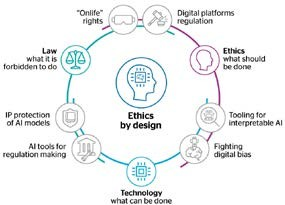 "Onlife"
rights
Digital platforms
regulation
Law
what it is
forbidden to do
Ethics
what should
be done
Ethics
by design
IP protection
of AI models
Tooling for
interpretable AI
AI tools for
regulation making
Fighting
digital bias
Technology
what can be done